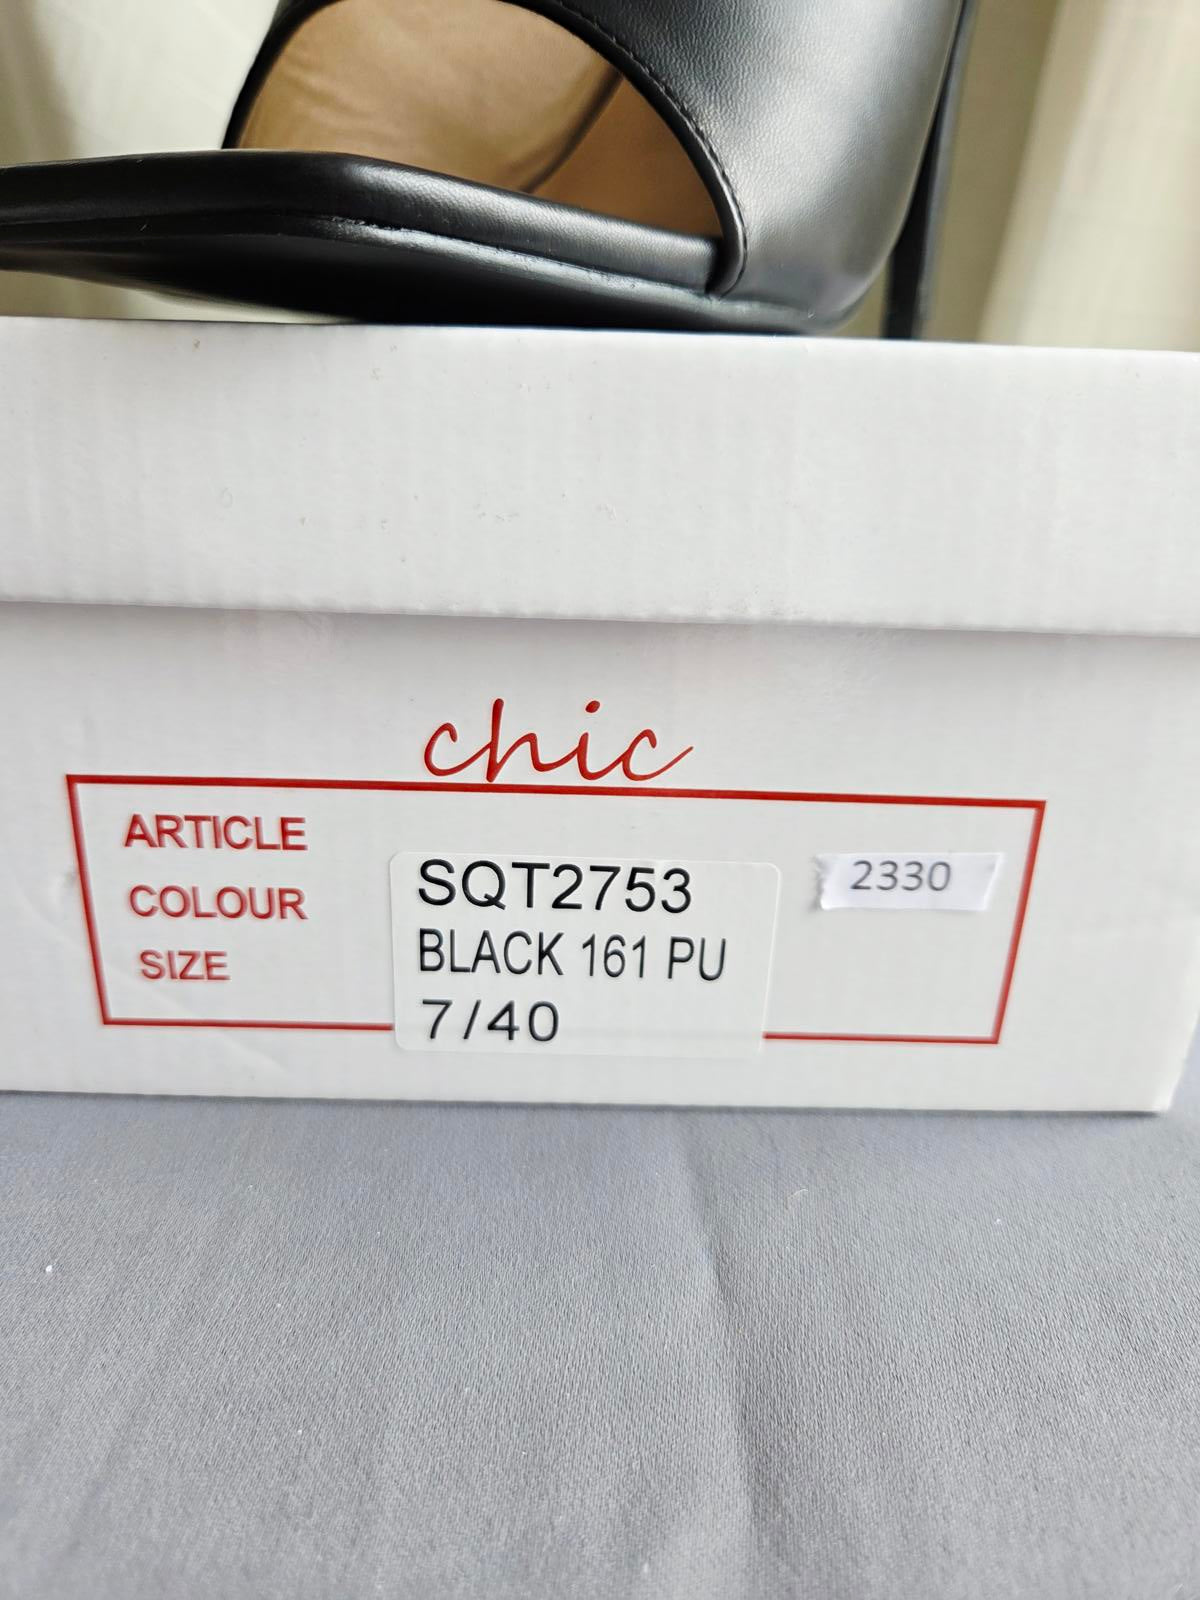 chic
ARTICLE
SQT2753
2330
COLOUR
BLACK 161 PU
SIZE
7/40